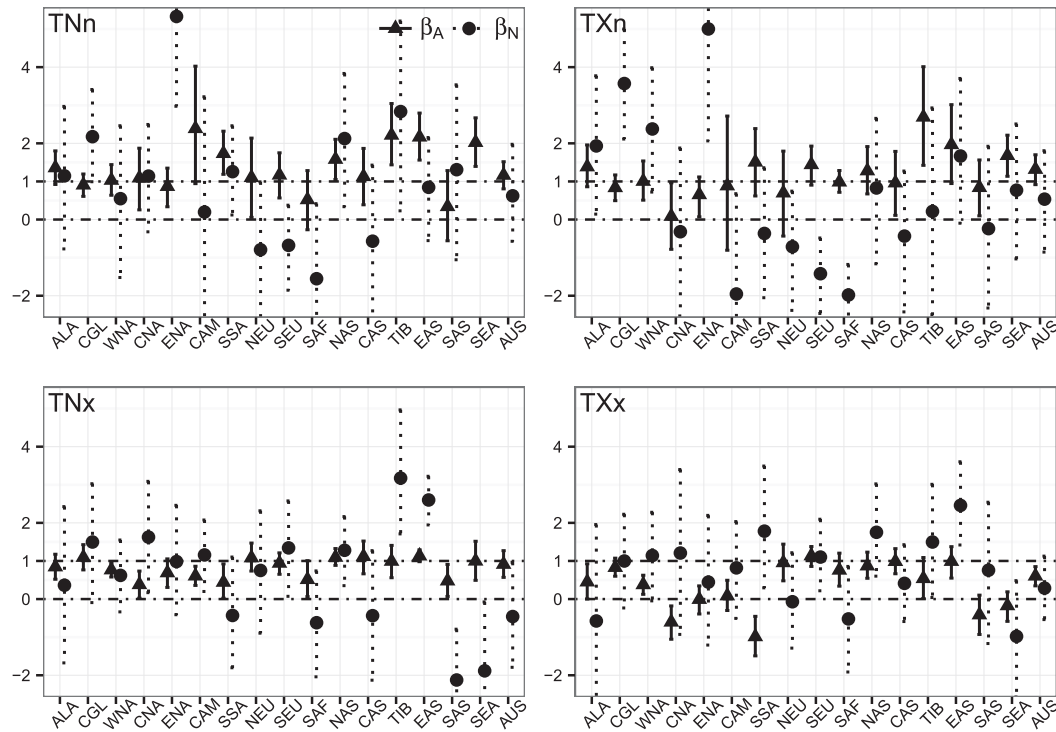 TNn
β_A β_N
4
2
1
0
−2
ALA CGL WNA CNA ENA CAM SSA NEU SEU SAF NAS CAS TIB EAS SAS SEA AUS
TXn
4
2
1
0
−2
ALA CGL WNA CNA ENA CAM SSA NEU SEU SAF NAS CAS TIB EAS SAS SEA AUS
TNx
4
2
1
0
−2
ALA CGL WNA CNA ENA CAM SSA NEU SEU SAF NAS CAS TIB EAS SAS SEA AUS
TXx
4
2
1
0
−2
ALA CGL WNA CNA ENA CAM SSA NEU SEU SAF NAS CAS TIB EAS SAS SEA AUS